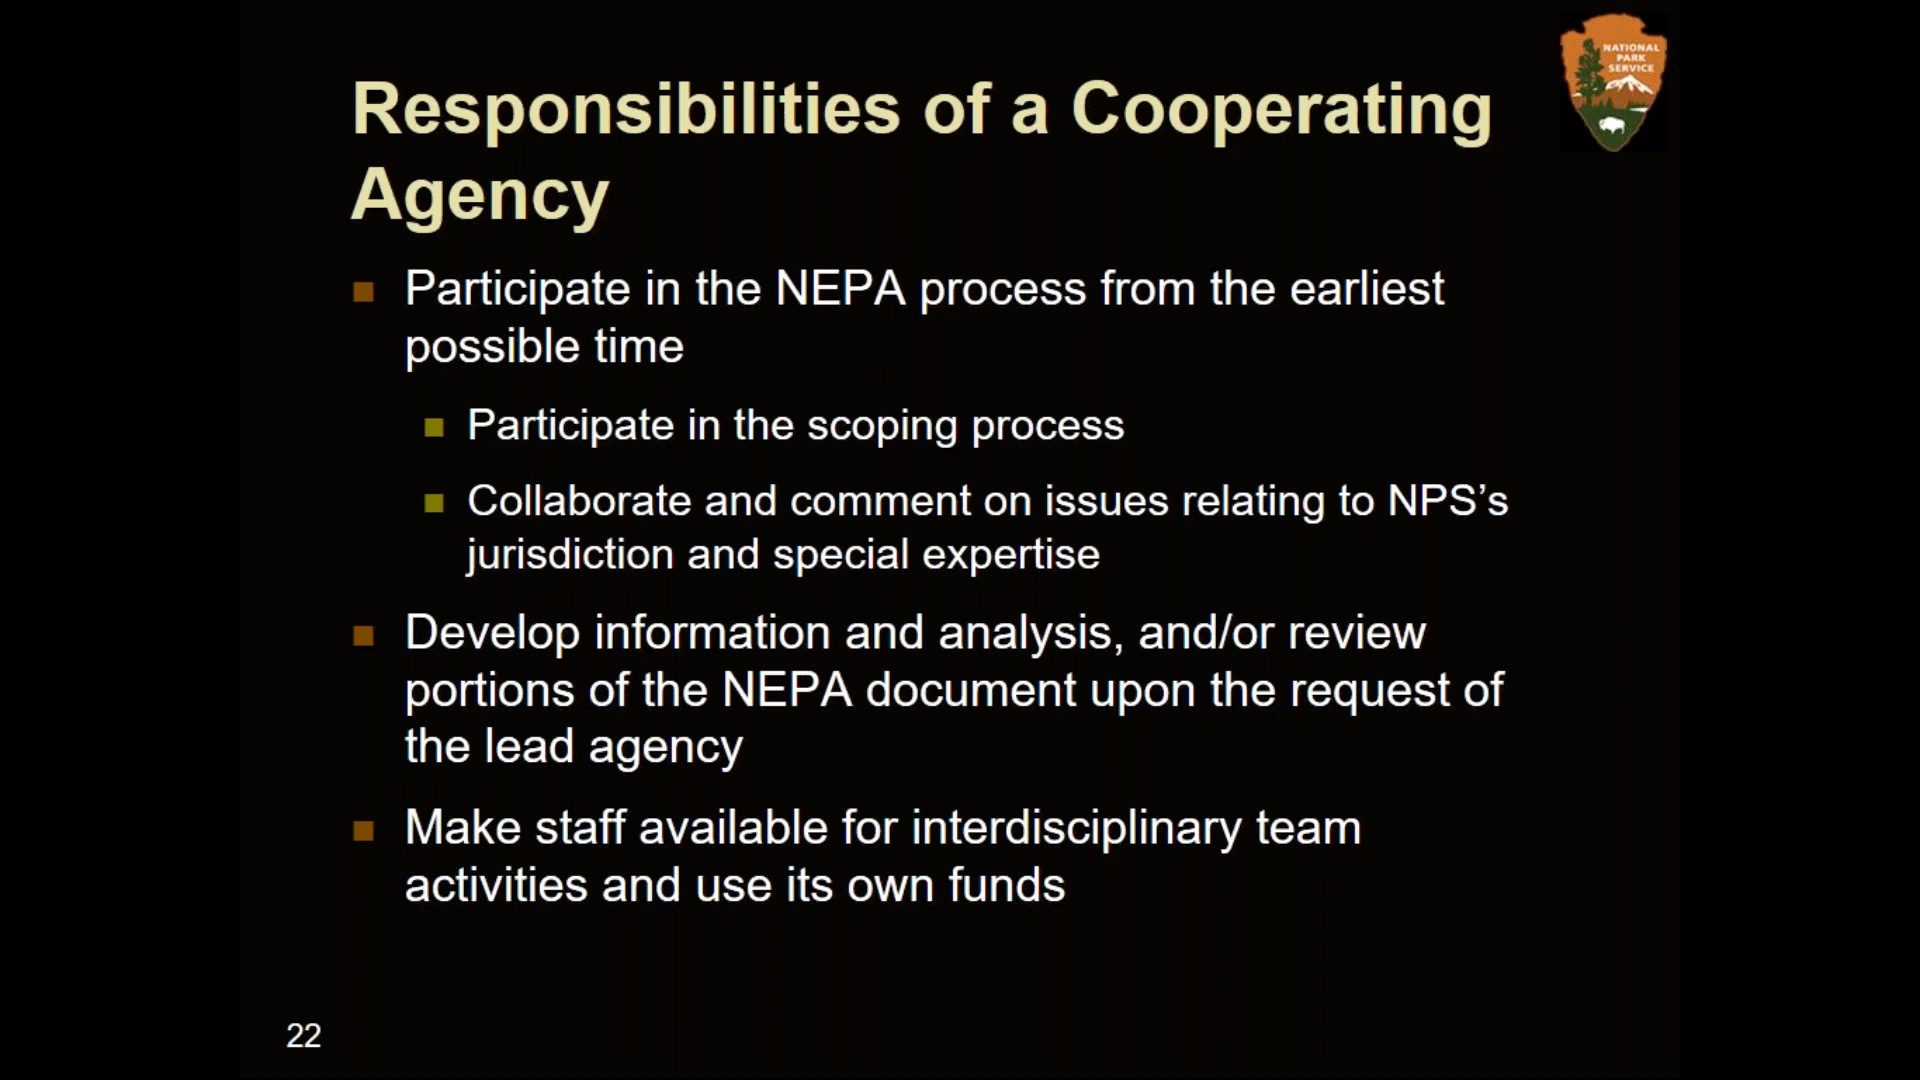 NATIONAL
PARK
SERVICE
Responsibilities of a Cooperating
Agency
Participate in the NEPA process from the earliest
possible time
Participate in the scoping process
Collaborate and comment on issues relating to NPS’s
jurisdiction and special expertise
Develop information and analysis, and/or review
portions of the NEPA document upon the request of
the lead agency
Make staff available for interdisciplinary team
activities and use its own funds
22